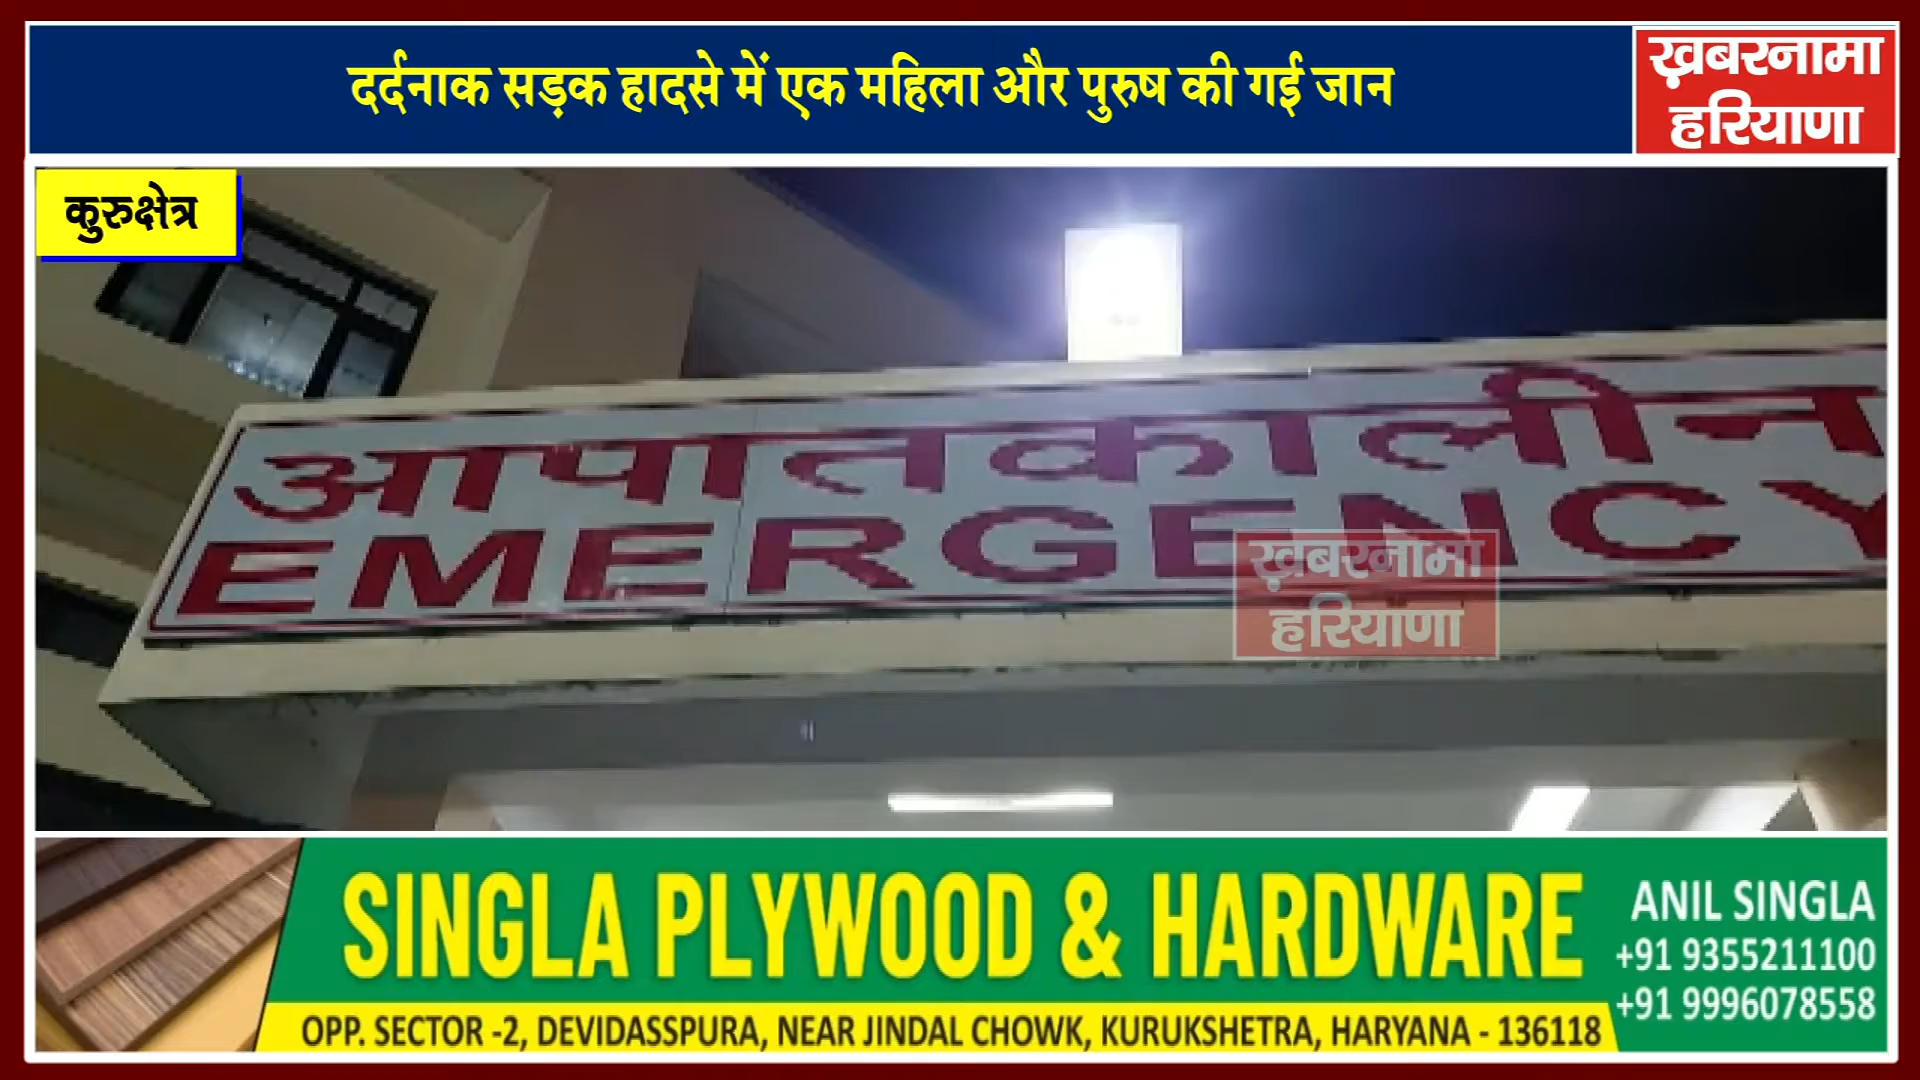 दर्दनाक सड़क हादसे में एक महिला और पुरुष की गई जान
ख़बरनामा
हरियाणा
कुरुक्षेत्र
आपातकालीन
EMERGENCY
ख़बरनामा
हरियाणा
SINGLA PLYWOOD & HARDWARE
OPP. SECTOR -2, DEVIDASSPURA, NEAR JINDAL CHOWK, KURUKSHETRA, HARYANA - 136118
ANIL SINGLA
+91 9355211100
+91 9996078558